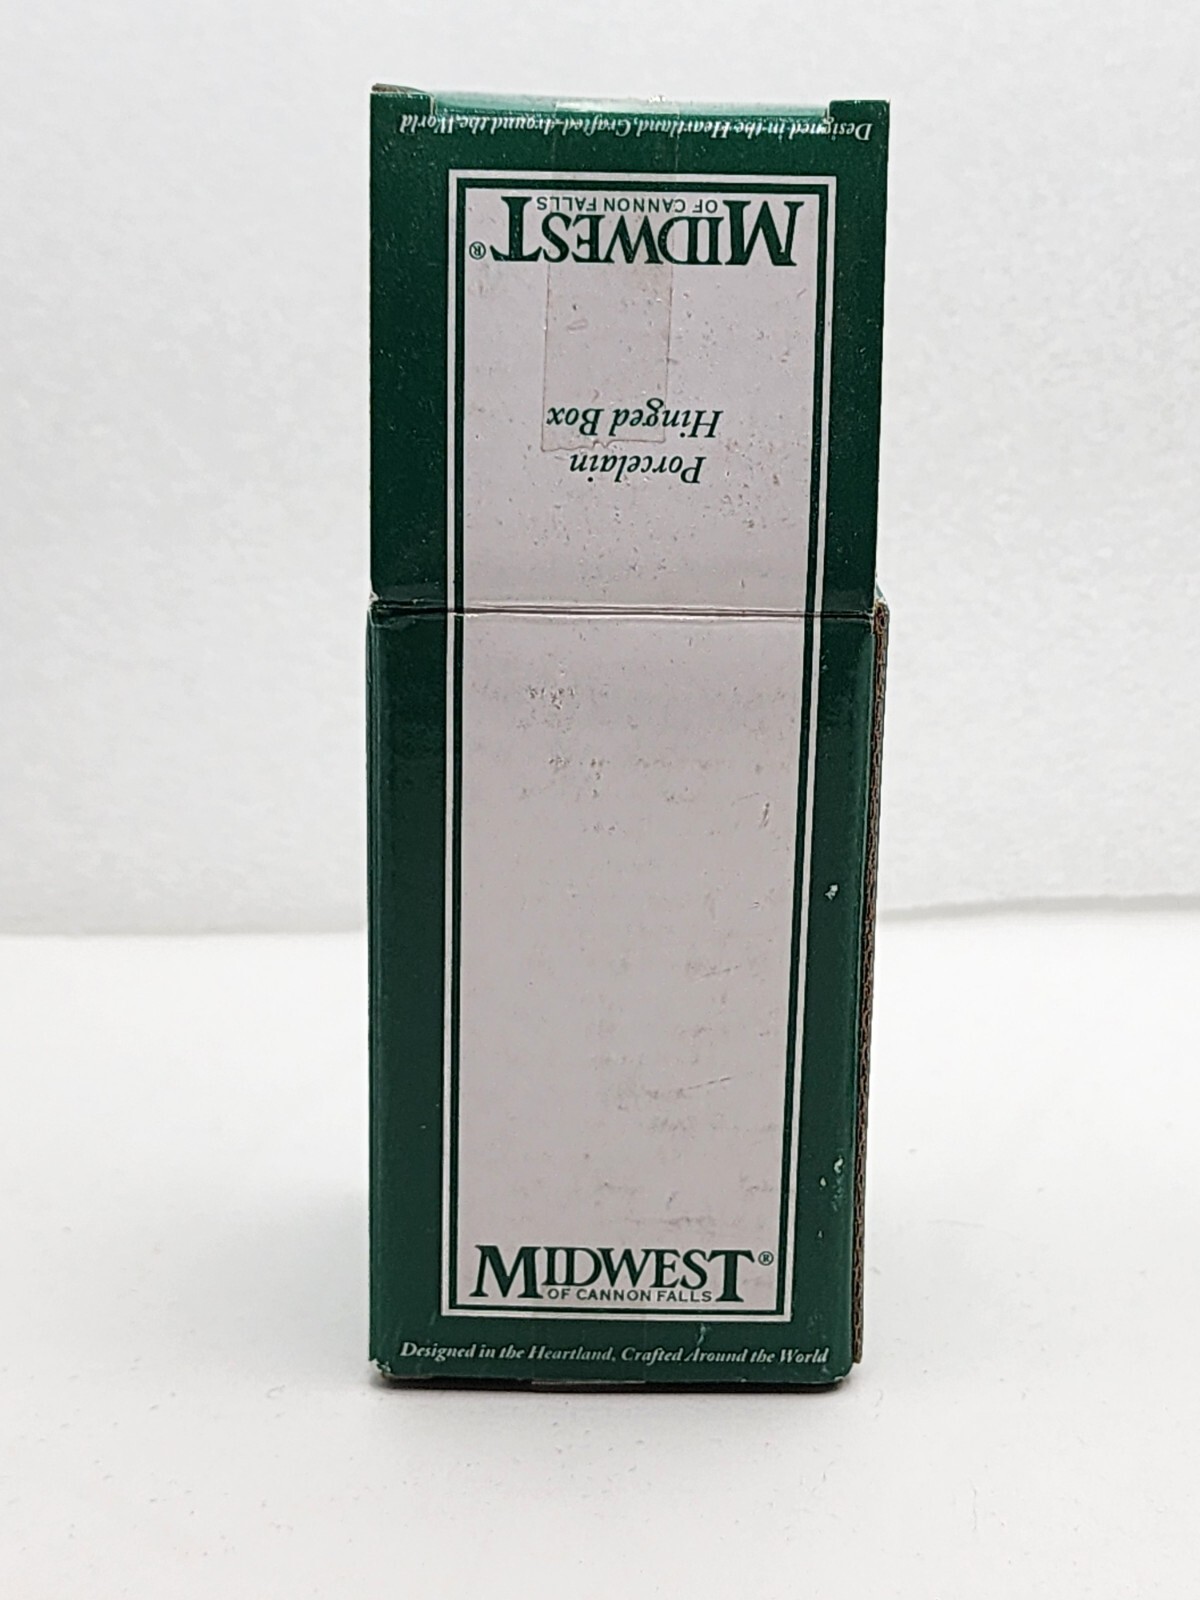 Designed in the Heartland, Crafted Around the World
MIDWEST®
OF CANNON FALLS
Porcelain
Hinged Box
MIDWEST®
OF CANNON FALLS
Designed in the Heartland, Crafted Around the World